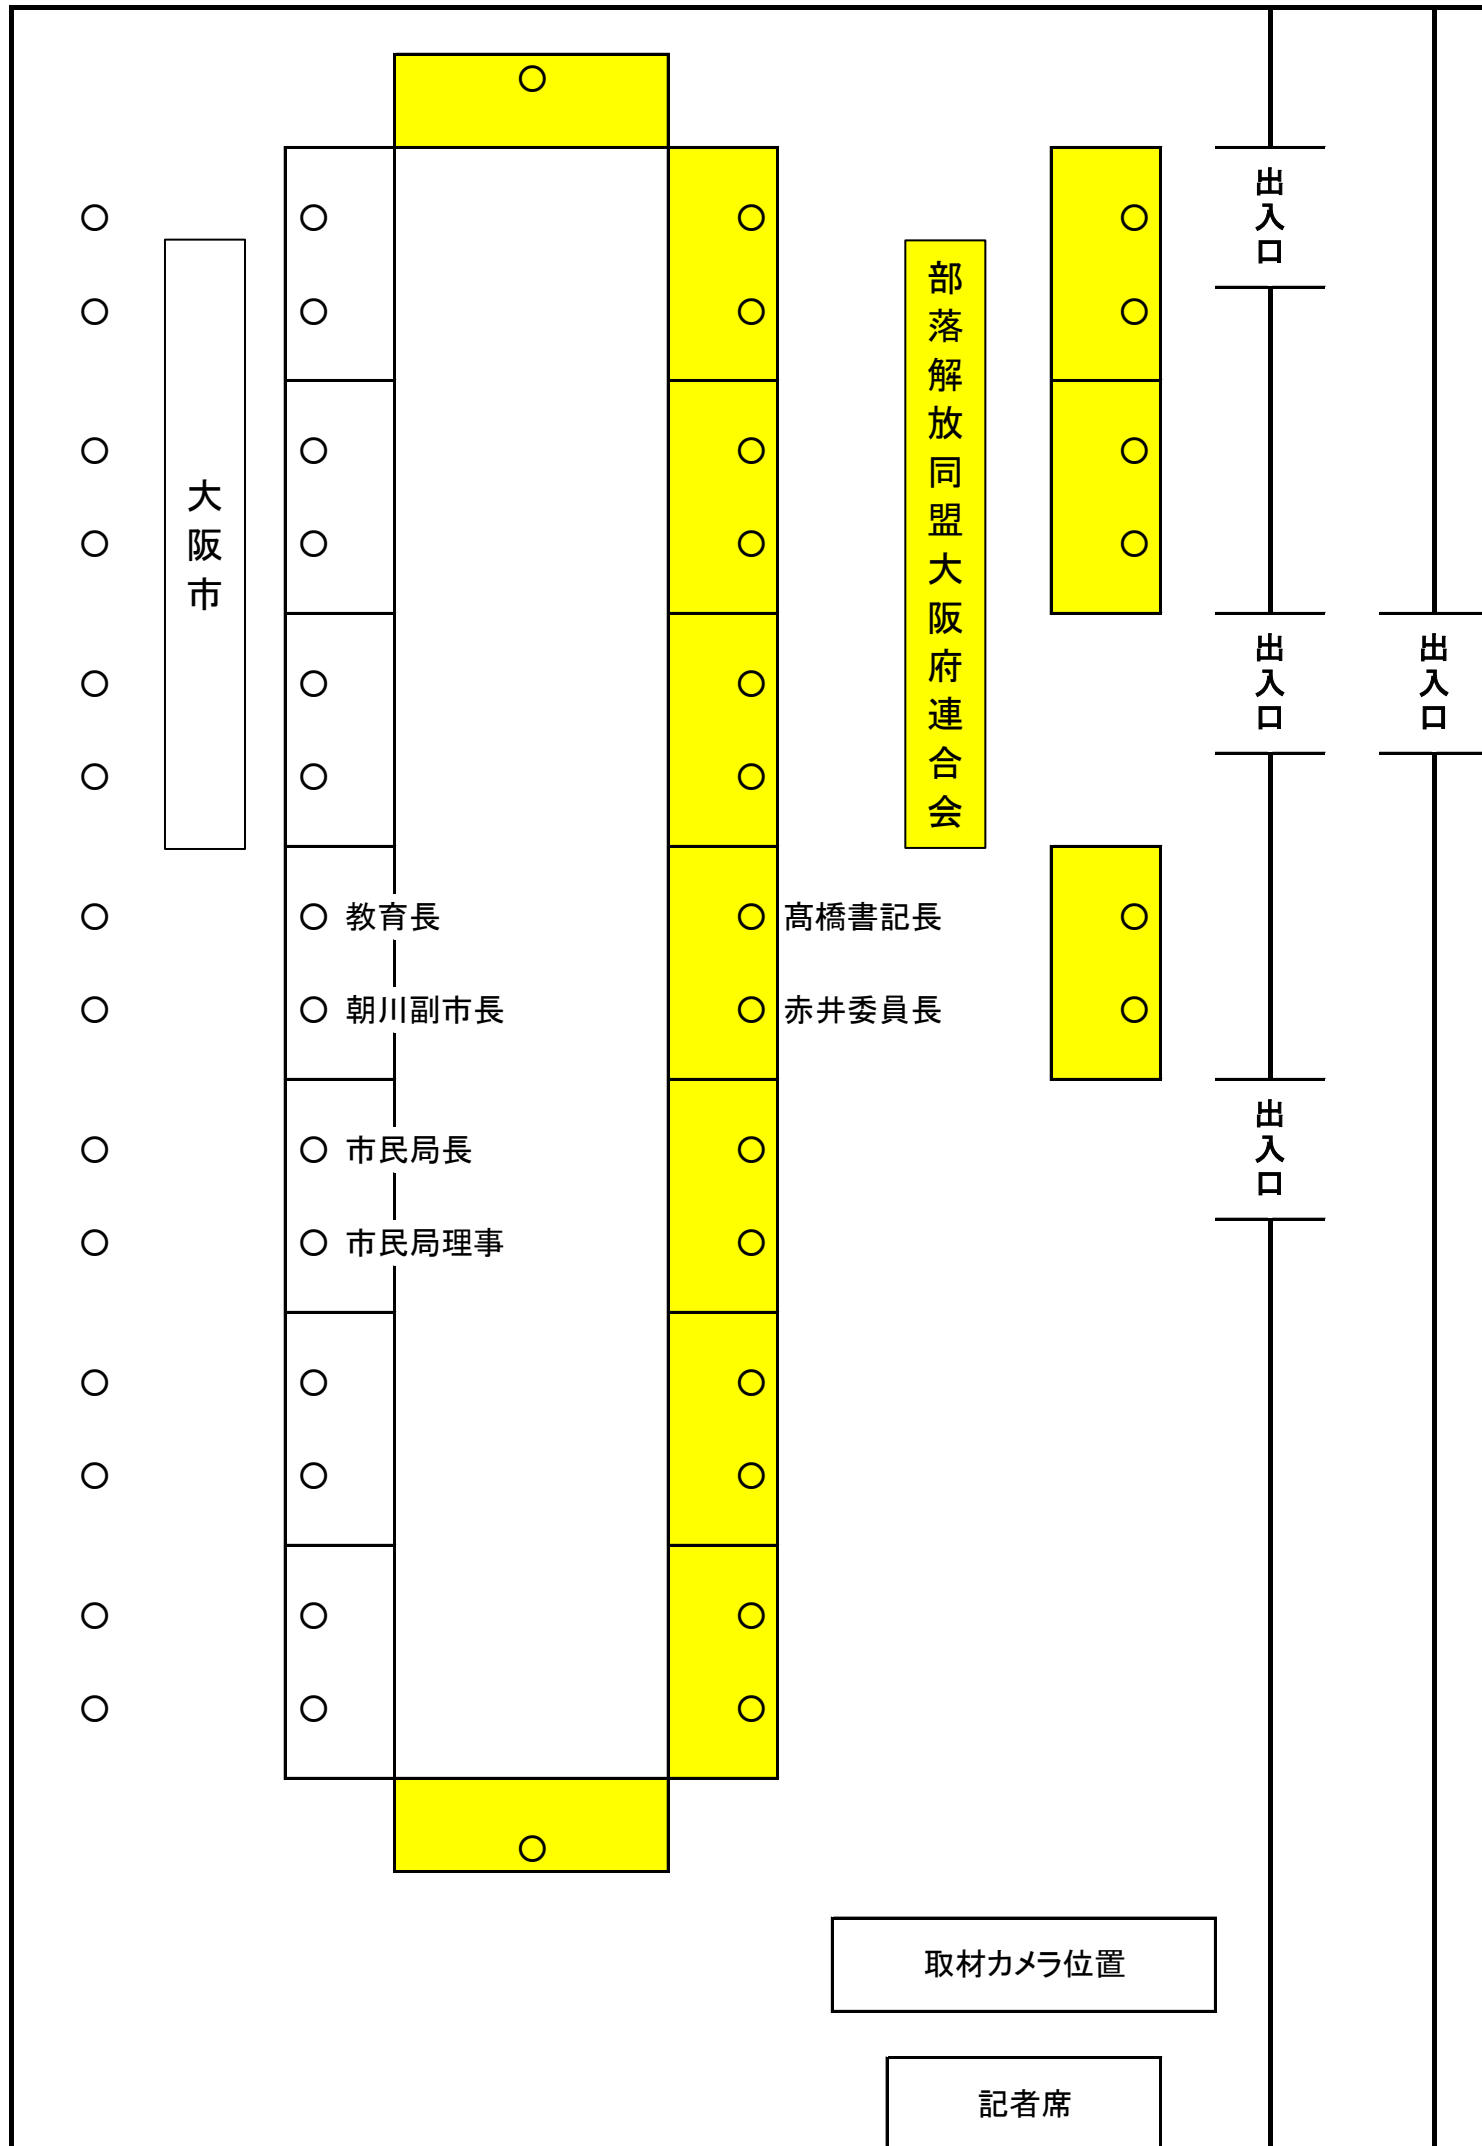 出入口
大阪市
部落解放同盟大阪府連合会
出入口
出入口
教育長
髙橋書記長
朝川副市長
赤井委員長
市民局長
出入口
市民局理事
取材カメラ位置
記者席